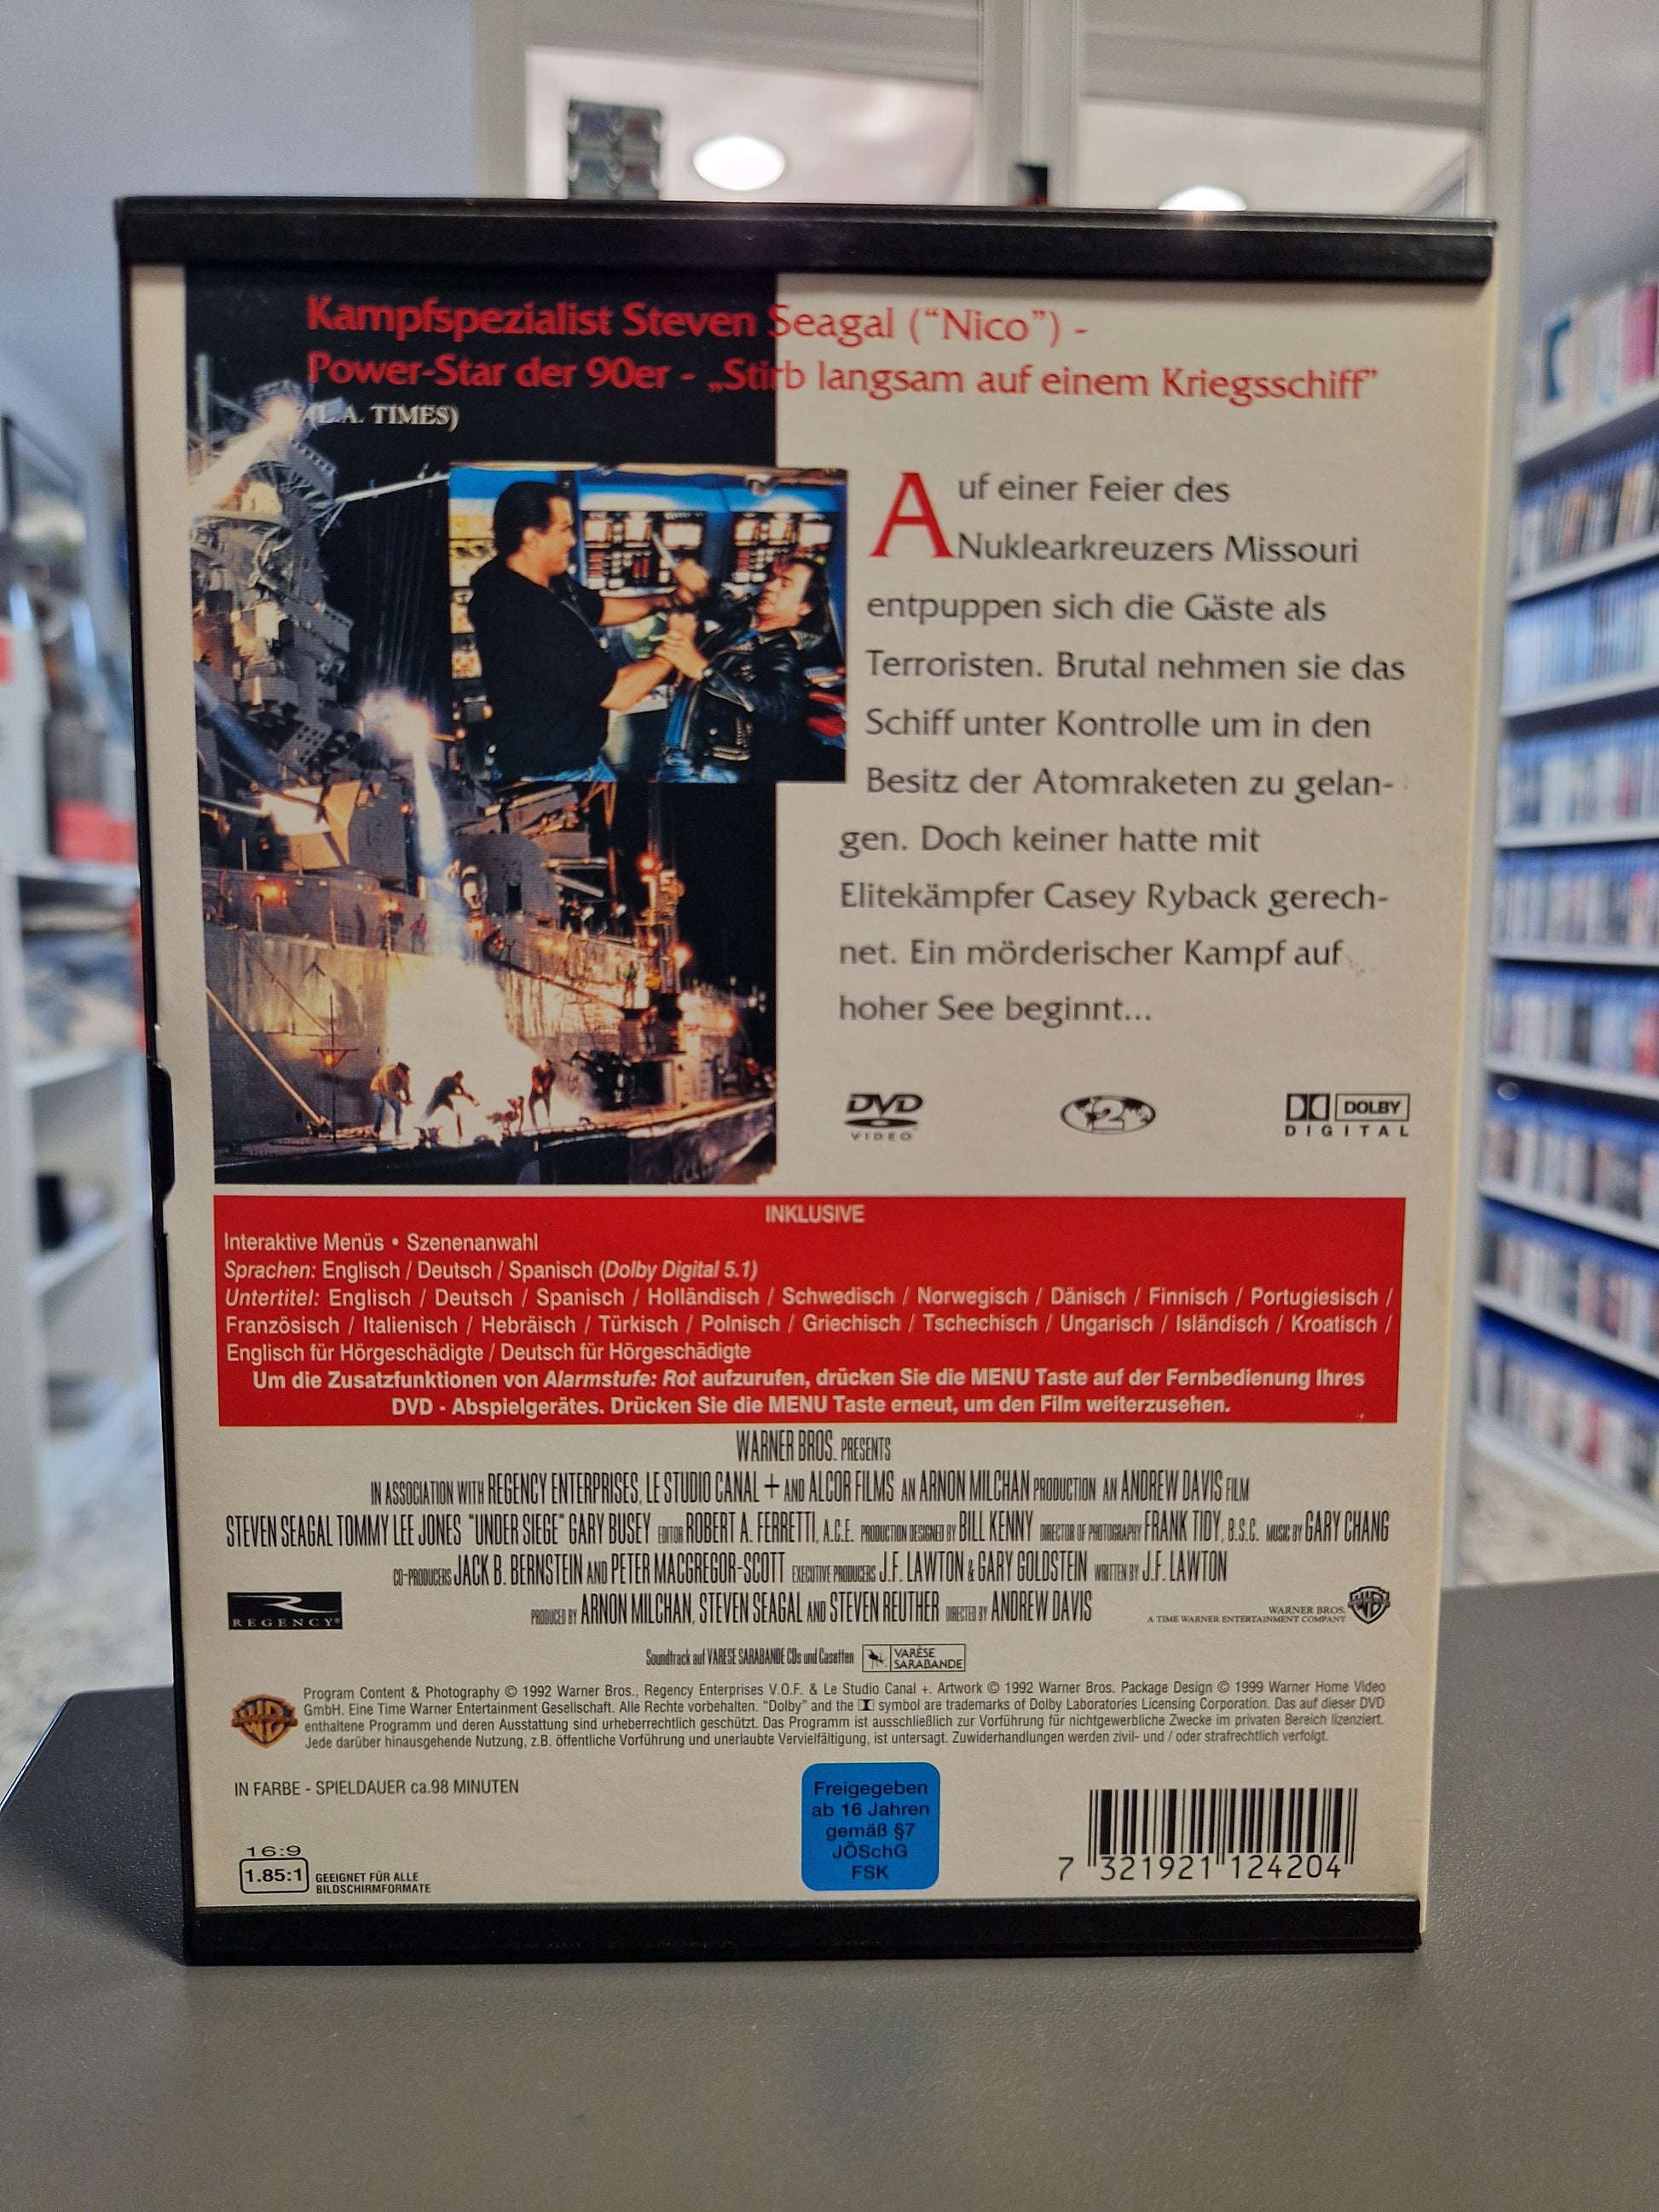 Kampfspezialist Steven Seagal (“Nico”) -
Power-Star der 90er - „Stirb langsam auf einem Kriegsschiff”
(L.A. TIMES)
Auf einer Feier des
Nuklearkreuzers Missouri
entpuppen sich die Gäste als
Terroristen. Brutal nehmen sie das
Schiff unter Kontrolle um in den
Besitz der Atomraketen zu gelan-
gen. Doch keiner hatte mit
Elitekämpfer Casey Ryback gerech-
net. Ein mörderischer Kampf auf
hoher See beginnt...
DVD VIDEO 2 DOLBY DIGITAL
INKLUSIVE
Interaktive Menüs • Szenenanwahl
Sprachen: Englisch / Deutsch / Spanisch (Dolby Digital 5.1)
Untertitel: Englisch / Deutsch / Spanisch / Holländisch / Schwedisch / Norwegisch / Dänisch / Finnisch / Portugiesisch /
Französisch / Italienisch / Hebräisch / Türkisch / Polnisch / Griechisch / Tschechisch / Ungarisch / Isländisch / Kroatisch /
Englisch für Hörgeschädigte / Deutsch für Hörgeschädigte
Um die Zusatzfunktionen von Alarmstufe: Rot aufzurufen, drücken Sie die MENU Taste auf der Fernbedienung Ihres
DVD - Abspielgerätes. Drücken Sie die MENU Taste erneut, um den Film weiterzusehen.
WARNER BROS. PRESENTS
IN ASSOCIATION WITH REGENCY ENTERPRISES, LE STUDIO CANAL + AND ALCOR FILMS AN ARNON MILCHAN PRODUCTION AN ANDREW DAVIS FILM
STEVEN SEAGAL TOMMY LEE JONES "UNDER SIEGE" GARY BUSEY EDITOR ROBERT A. FERRETTI, A.C.E. PRODUCTION DESIGNED BY BILL KENNY DIRECTOR OF PHOTOGRAPHY FRANK TIDY, B.S.C. MUSIC BY GARY CHANG
CO-PRODUCERS JACK B. BERNSTEIN AND PETER MACGREGOR-SCOTT EXECUTIVE PRODUCERS J.F. LAWTON & GARY GOLDSTEIN WRITTEN BY J.F. LAWTON
PRODUCED BY ARNON MILCHAN, STEVEN SEAGAL AND STEVEN REUTHER DIRECTED BY ANDREW DAVIS
REGENCY®
WARNER BROS.
A TIME WARNER ENTERTAINMENT COMPANY
Soundtrack auf VARESE SARABANDE CDs und Casetten
VARÈSE
SARABANDE
Program Content & Photography © 1992 Warner Bros., Regency Enterprises V.O.F. & Le Studio Canal +. Artwork © 1992 Warner Bros. Package Design © 1999 Warner Home Video
GmbH. Eine Time Warner Entertainment Gesellschaft. Alle Rechte vorbehalten. “Dolby” and the symbol are trademarks of Dolby Laboratories Licensing Corporation. Das auf dieser DVD
enthaltene Programm und deren Ausstattung sind urheberrechtlich geschützt. Das Programm ist ausschließlich zur Vorführung für nichtgewerbliche Zwecke im privaten Bereich lizenziert.
Jede darüber hinausgehende Nutzung, z.B. öffentliche Vorführung und unerlaubte Vervielfältigung, ist untersagt. Zuwiderhandlungen werden zivil- und / oder strafrechtlich verfolgt.
IN FARBE - SPIELDAUER ca.98 MINUTEN
16:9
1.85:1
GEEIGNET FÜR ALLE
BILDSCHIRMFORMATE
Freigegeben
ab 16 Jahren
gemäß §7
JÖSchG
FSK
7 321921 124204